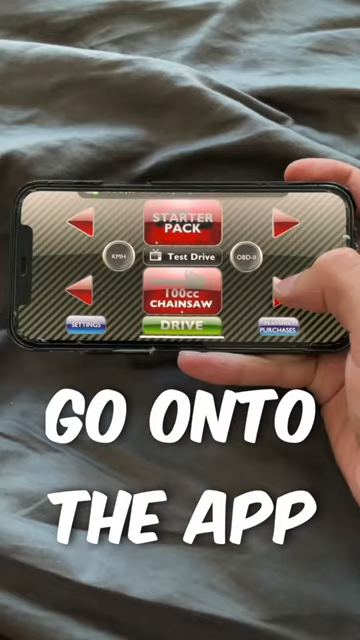 STARTER
PACK
KMH
Test Drive
OBD-II
100cc
CHAINSAW
SETTINGS
DRIVE
PURCHASES
GO ONTO
THE APP